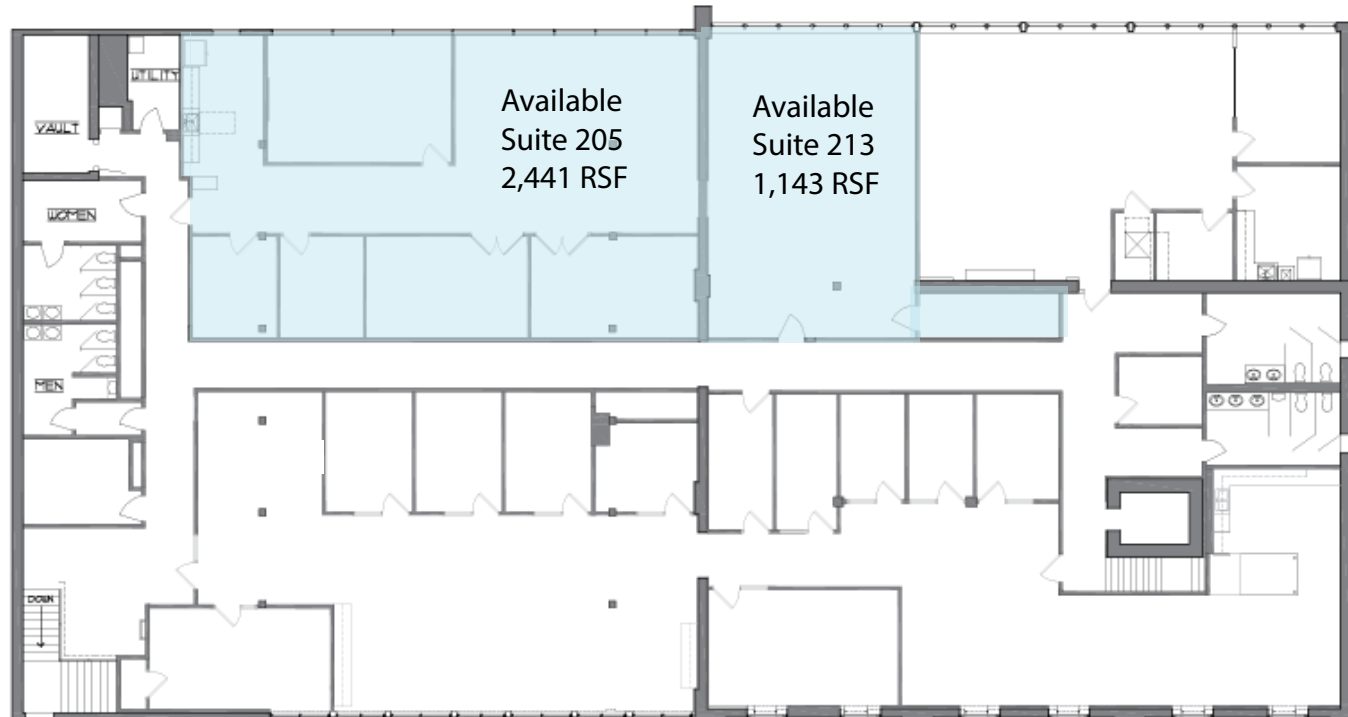 UTILITY
VAULT
WOMEN
MEN
DOWN
Available
Suite 205
2,441 RSF
Available
Suite 213
1,143 RSF